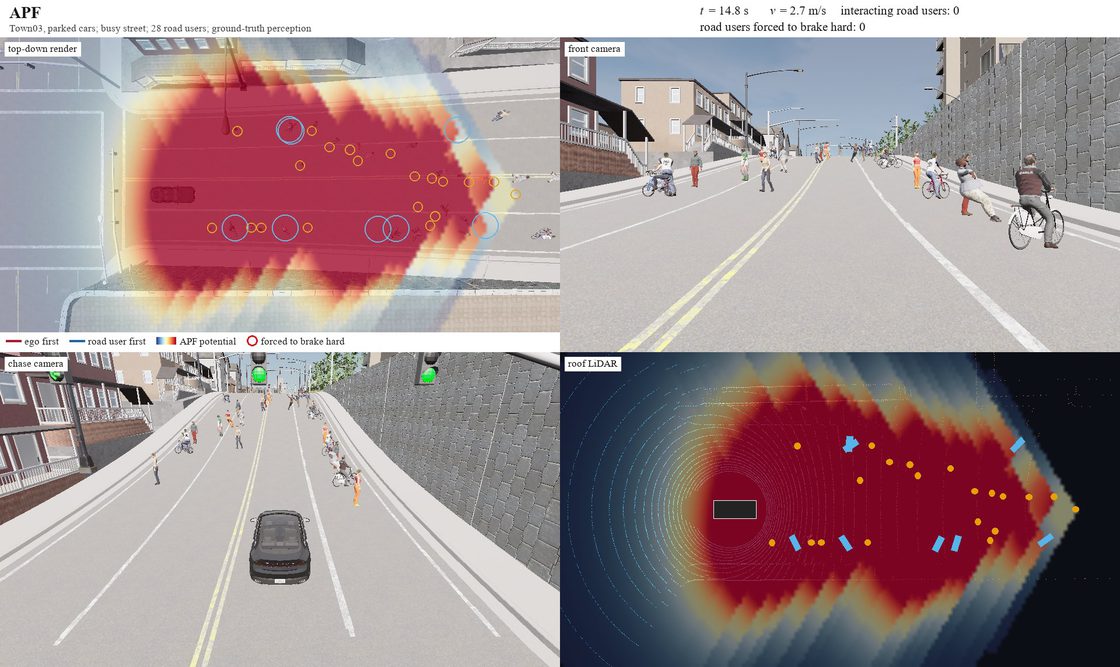 APF
Town03, parked cars; busy street; 28 road users; ground-truth perception
t = 14.8 s v = 2.7 m/s interacting road users: 0
road users forced to brake hard: 0
top-down render
front camera
ego first road user first APF potential forced to brake hard
chase camera
roof LiDAR